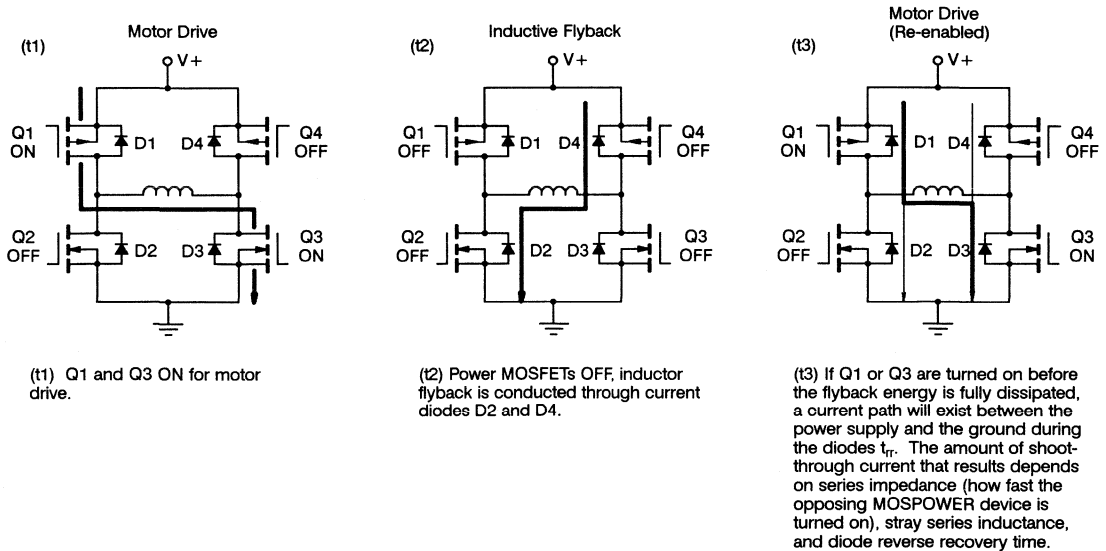 (t1)
Motor Drive
V+
Q1
ON
D1
D4
Q4
OFF
Q2
OFF
D2
D3
Q3
ON
(t1) Q1 and Q3 ON for motor
drive.
(t2)
Inductive Flyback
V+
Q1
OFF
D1
D4
Q4
OFF
Q2
OFF
D2
D3
Q3
OFF
(t2) Power MOSFETs OFF, inductor
flyback is conducted through current
diodes D2 and D4.
(t3)
Motor Drive
(Re-enabled)
V+
Q1
ON
D1
D4
Q4
OFF
Q2
OFF
D2
D3
Q3
ON
(t3) If Q1 or Q3 are turned on before
the flyback energy is fully dissipated,
a current path will exist between the
power supply and the ground during
the diodes trr. The amount of shoot-
through current that results depends
on series impedance (how fast the
opposing MOSPOWER device is
turned on), stray series inductance,
and diode reverse recovery time.